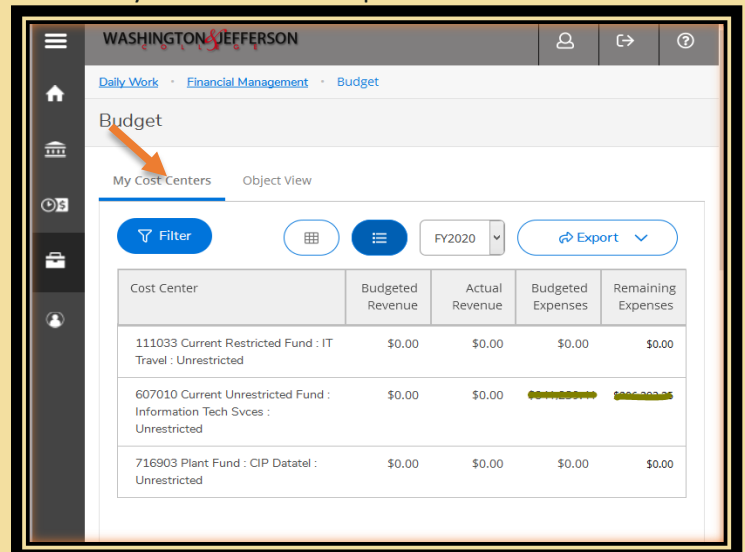 WASHINGTON&JEFFERSON
COLLEGE
Daily Work · Financial Management · Budget
Budget
My Cost Centers Object View
Filter FY2020 Export
Cost Center Budgeted Revenue Actual Revenue Budgeted Expenses Remaining Expenses
111033 Current Restricted Fund : IT $0.00 $0.00 $0.00 $0.00
Travel : Unrestricted
607010 Current Unrestricted Fund : $0.00 $0.00
Information Tech Svces :
Unrestricted
716903 Plant Fund : CIP Datatel : $0.00 $0.00 $0.00 $0.00
Unrestricted